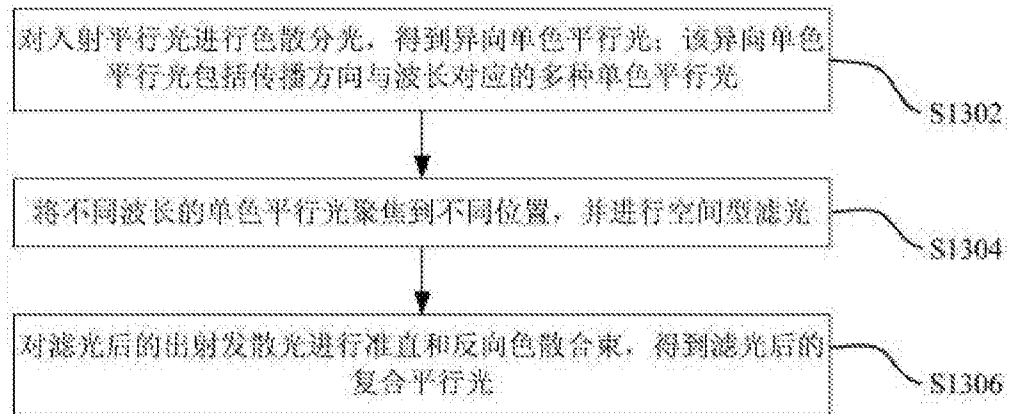 对入射平行光进行色散分光，得到异向单色平行光；该异向单色
平行光包括传播方向与波长对应的多种单色平行光
S1302
将不同波长的单色平行光聚焦到不同位置，并进行空间型滤光
S1304
对滤光后的出射发散光进行准直和反向色散合束，得到滤光后的
复合平行光
S1306